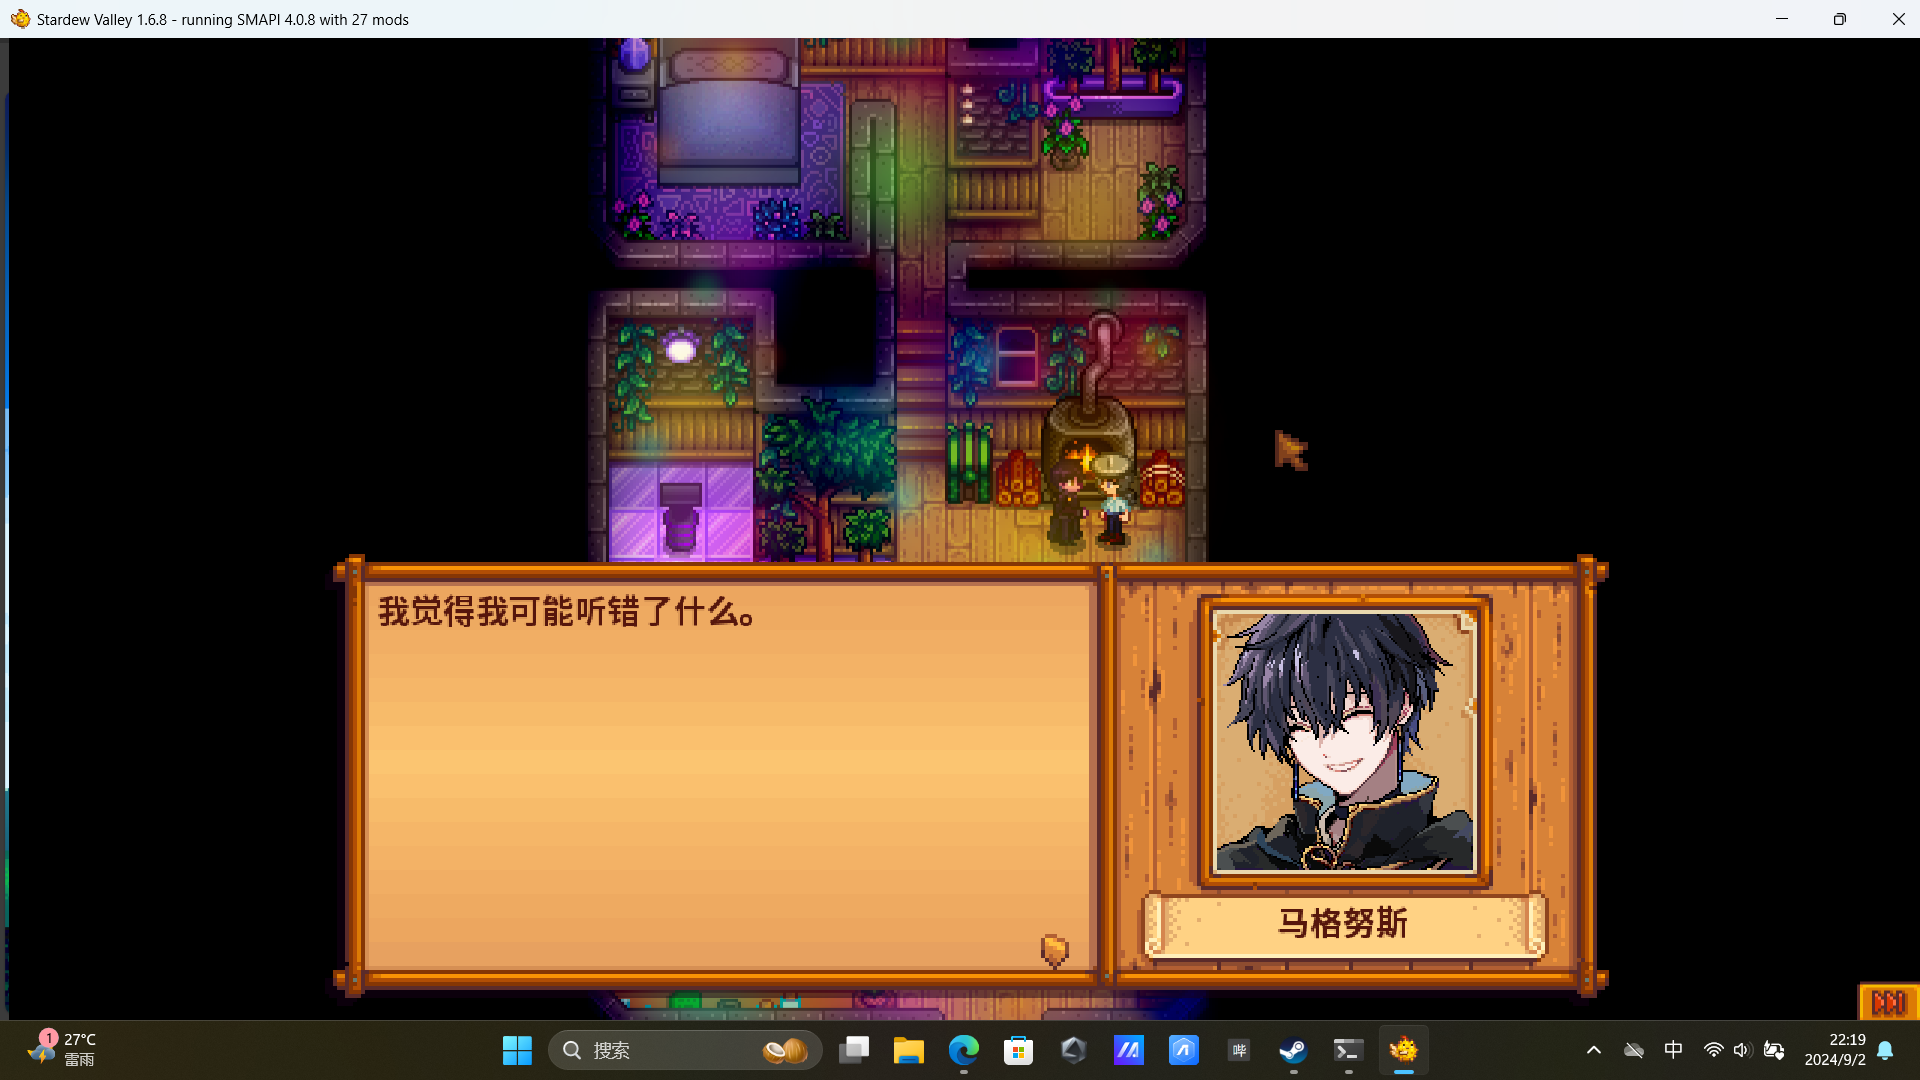 Stardew Valley 1.6.8 - running SMAPI 4.0.8 with 27 mods
我觉得我可能听错了什么。
马格努斯
1
27°C
雷雨
搜索
哔
中
22:19
2024/9/2